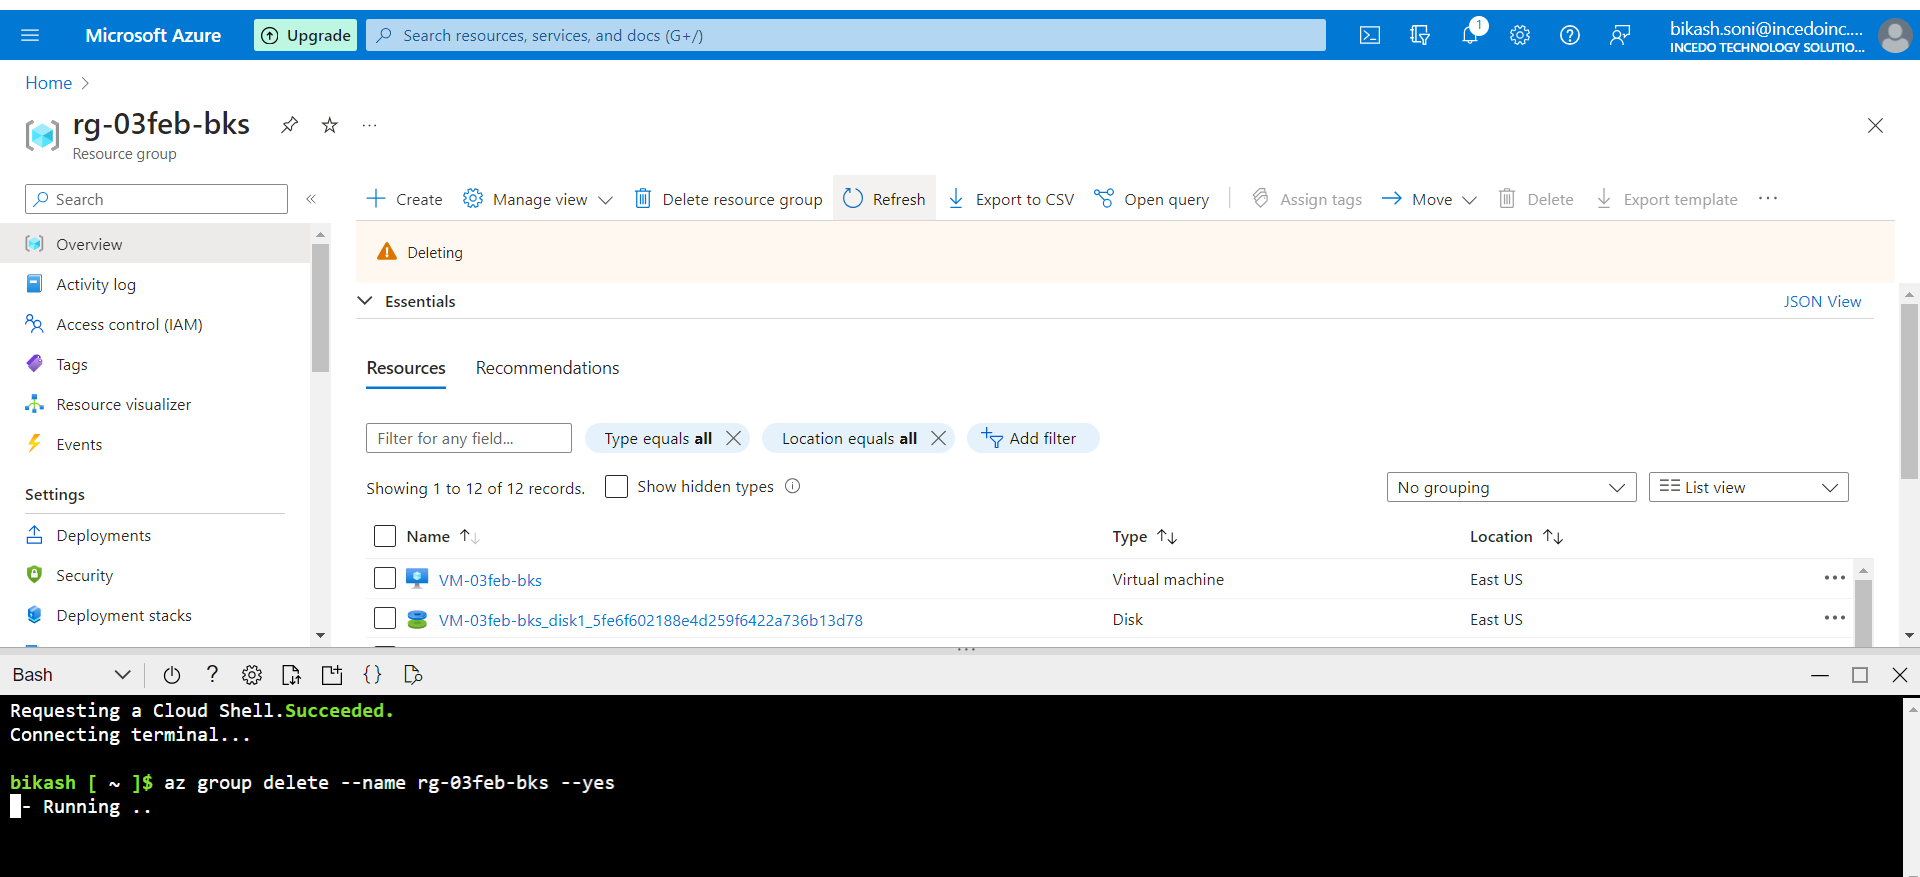 Microsoft Azure
Upgrade
Search resources, services, and docs (G+/)
1
bikash.soni@incedoinc....
INCEDO TECHNOLOGY SOLUTIO...
Home
rg-03feb-bks
Resource group
Search
Create
Manage view
Delete resource group
Refresh
Export to CSV
Open query
Assign tags
Move
Delete
Export template
Overview
Activity log
Access control (IAM)
Tags
Resource visualizer
Events
Settings
Deployments
Security
Deployment stacks
Deleting
Essentials
JSON View
Resources
Recommendations
Filter for any field...
Type equals all
Location equals all
Add filter
Showing 1 to 12 of 12 records.
Show hidden types
No grouping
List view
Name
Type
Location
VM-03feb-bks
Virtual machine
East US
VM-03feb-bks_disk1_5fe6f602188e4d259f6422a736b13d78
Disk
East US
Bash
Requesting a Cloud Shell.Succeeded.
Connecting terminal...
bikash [ ~ ]$ az group delete --name rg-03feb-bks --yes
- Running ..